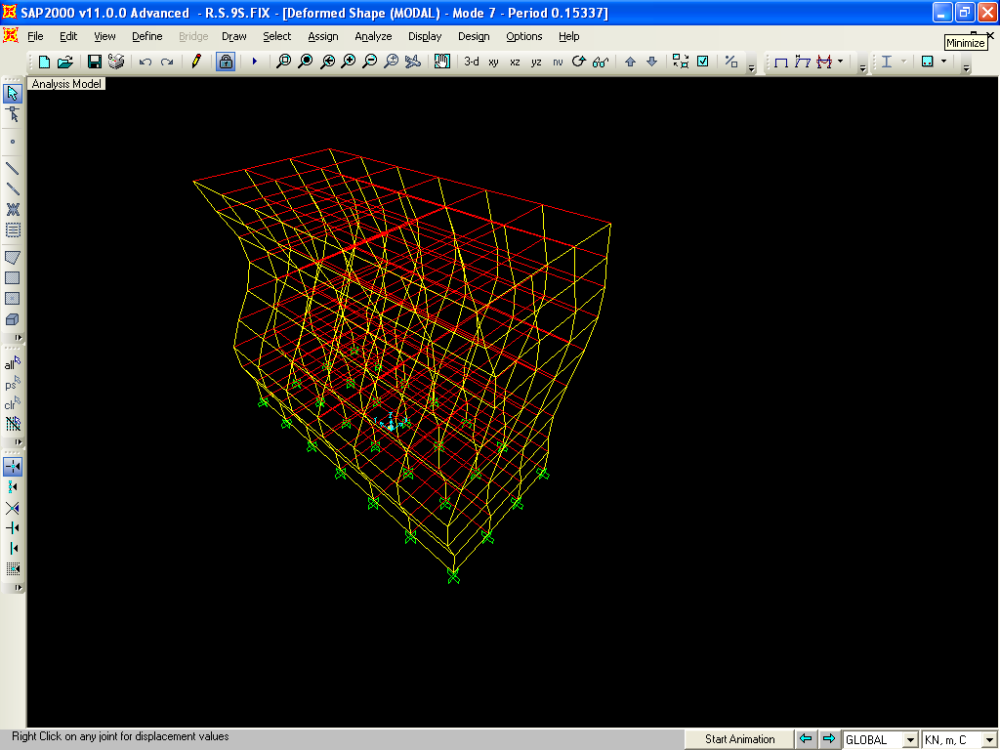 SAP2000 v11.0.0 Advanced - R.S.9S.FIX - [Deformed Shape (MODAL) - Mode 7 - Period 0.15337]
File Edit View Define Bridge Draw Select Assign Analyze Display Design Options Help
Minimize
3-d xy xz yz nv
Analysis Model
all
ps
clr
Right Click on any joint for displacement values
Start Animation
GLOBAL
KN, m, C